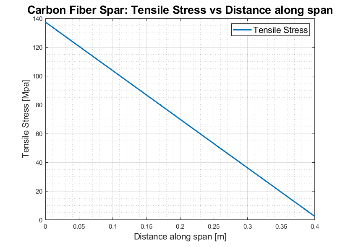 Carbon Fiber Spar: Tensile Stress vs Distance along span
140
Tensile Stress
120
100
80
60
40
20
0
Tensile Stress [Mpa]
0 0.05 0.1 0.15 0.2 0.25 0.3 0.35 0.4
Distance along span [m]